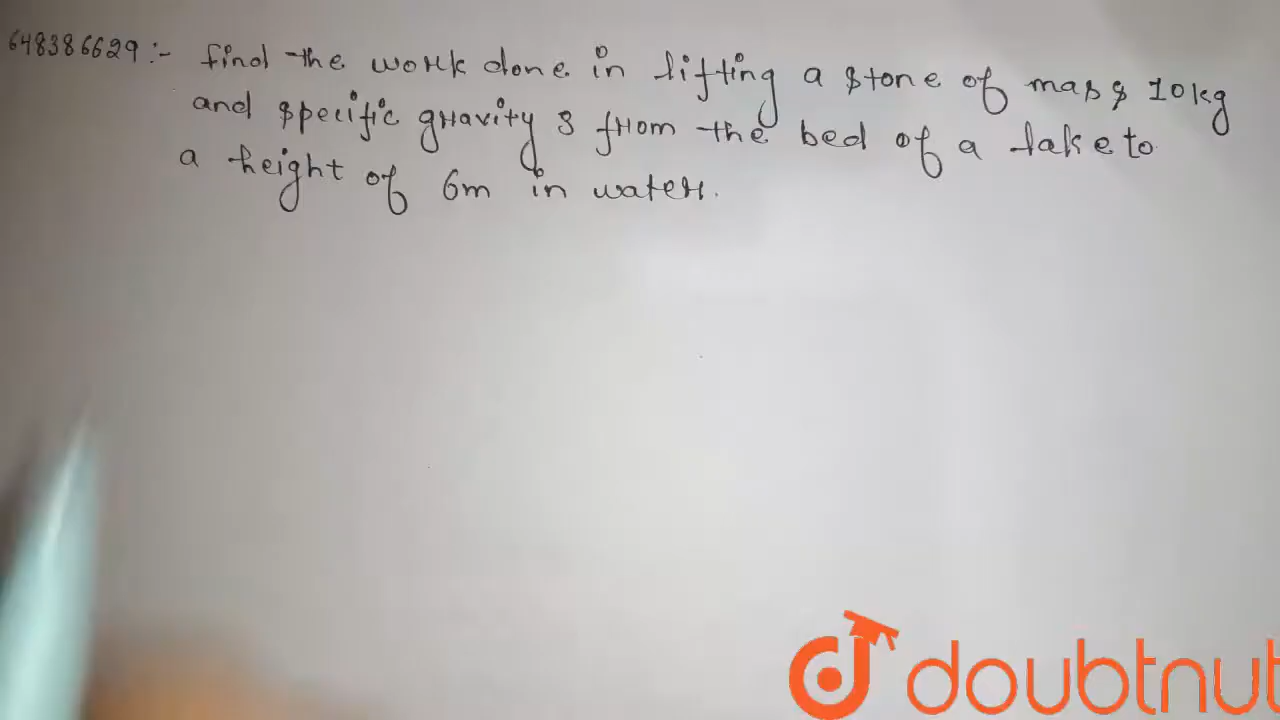 648386629:- find the work done in lifting a stone of mass 10kg
and specific gravity 3 from the bed of a lake to
a height of 6m in water.
doubtnut